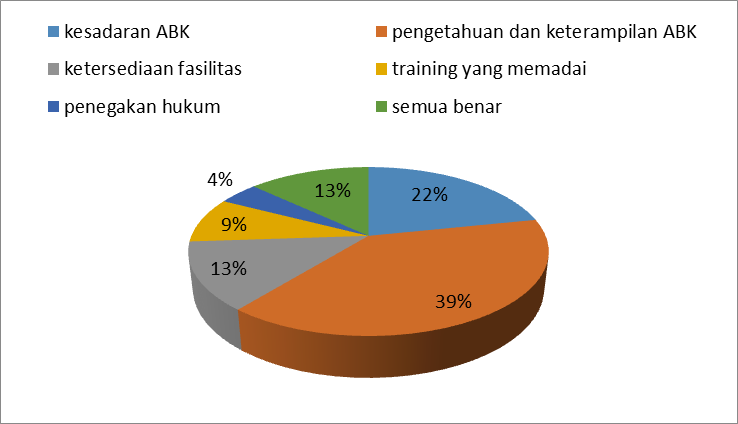 kesadaran ABK
pengetahuan dan keterampilan ABK
ketersediaan fasilitas
training yang memadai
penegakan hukum
semua benar
4%
13%
22%
9%
13%
39%